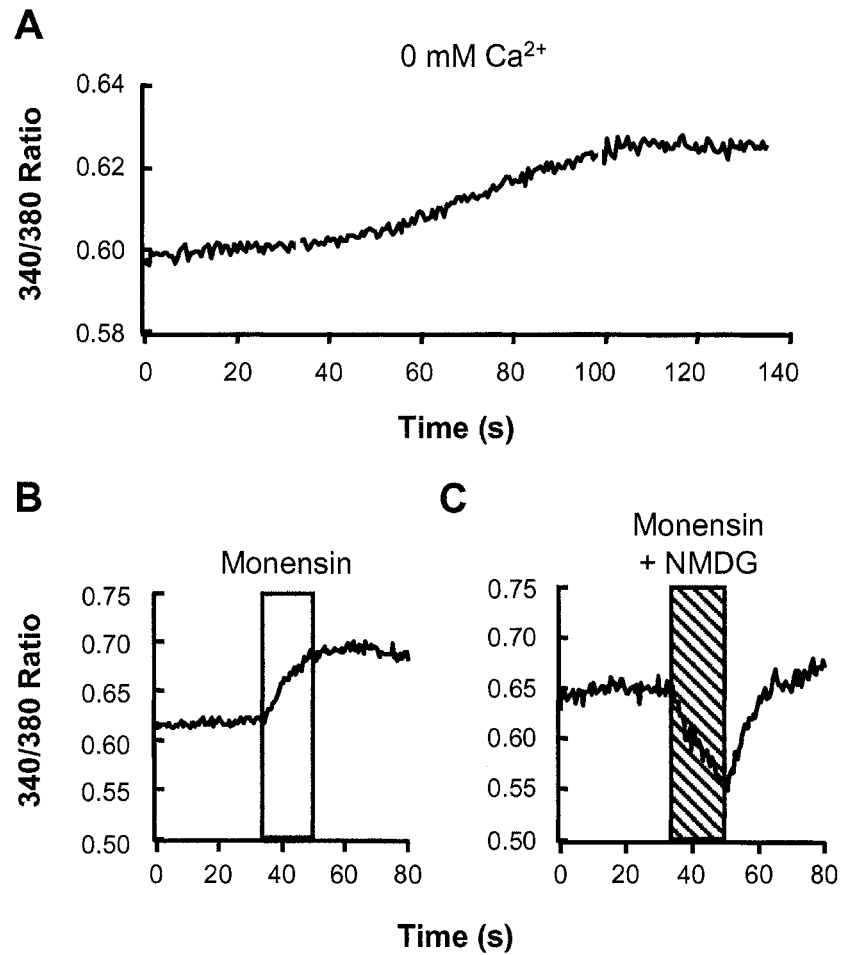 A
0 mM Ca²⁺
340/380 Ratio
0.64
0.62
0.60
0.58
0 20 40 60 80 100 120 140
Time (s)
B
Monensin
340/380 Ratio
0.75
0.70
0.65
0.60
0.55
0.50
0 20 40 60 80
C
Monensin
+ NMDG
0.75
0.70
0.65
0.60
0.55
0.50
0 20 40 60 80
Time (s)